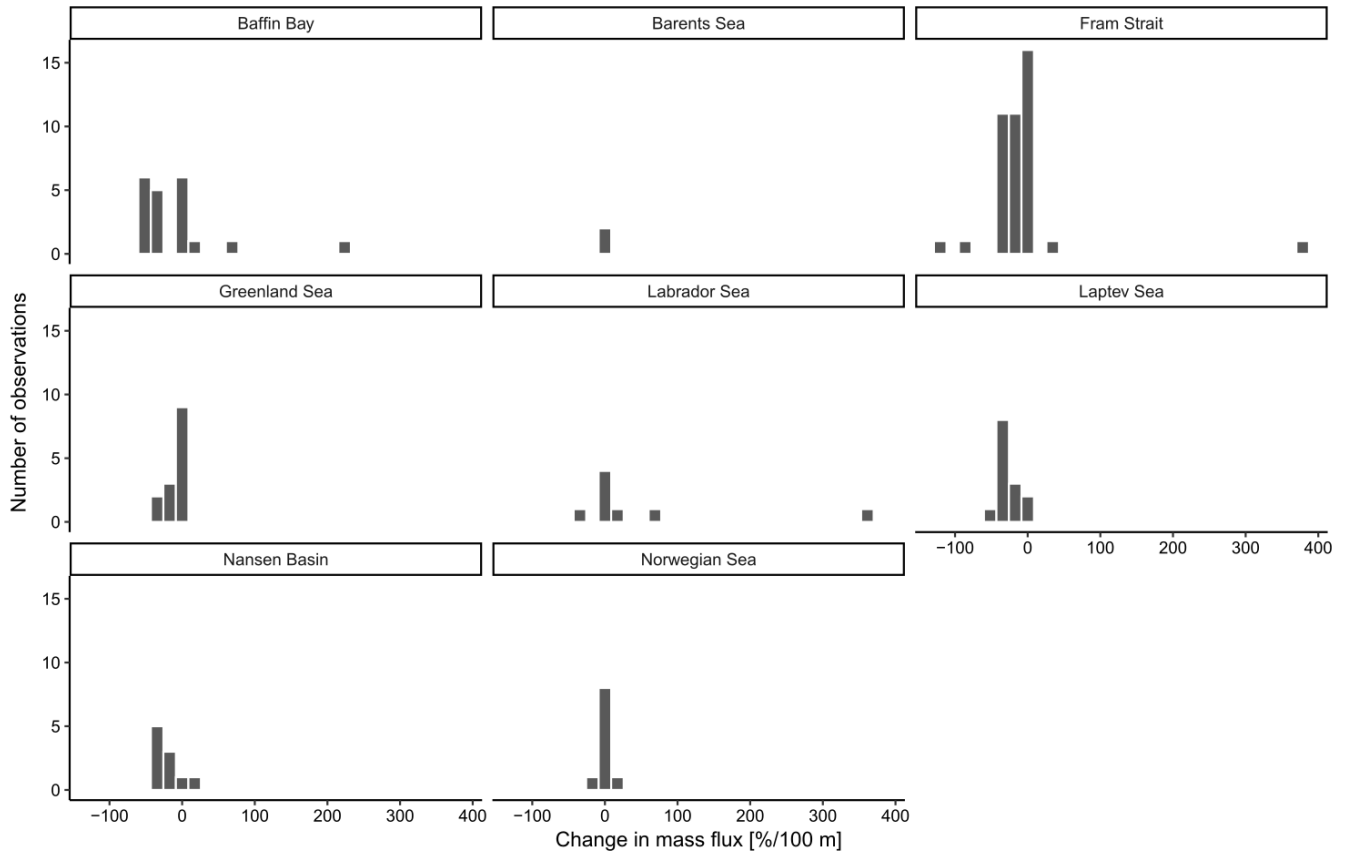 Baffin Bay
Barents Sea
Fram Strait
15
10
5
0
Greenland Sea
Labrador Sea
Laptev Sea
15
10
5
0
−100 0 100 200 300 400
Nansen Basin
Norwegian Sea
15
10
5
0
−100 0 100 200 300 400
−100 0 100 200 300 400
Number of observations
Change in mass flux [%/100 m]